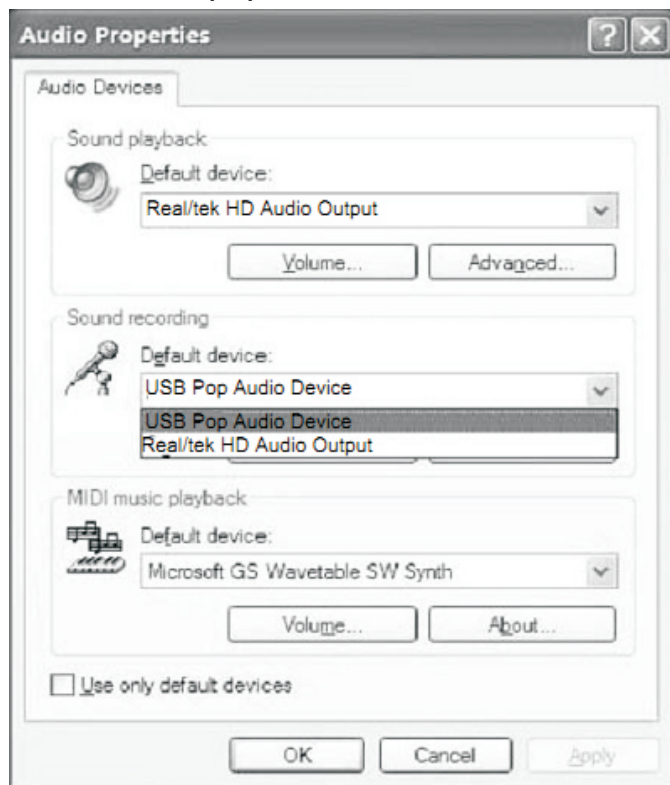 Audio Properties
Audio Devices
Sound playback
Default device:
Real/tek HD Audio Output
Volume...
Advanced...
Sound recording
Default device:
USB Pop Audio Device
USB Pop Audio Device
Real/tek HD Audio Output
MIDI music playback
Default device:
Microsoft GS Wavetable SW Synth
Volume...
About...
Use only default devices
OK Cancel Apply